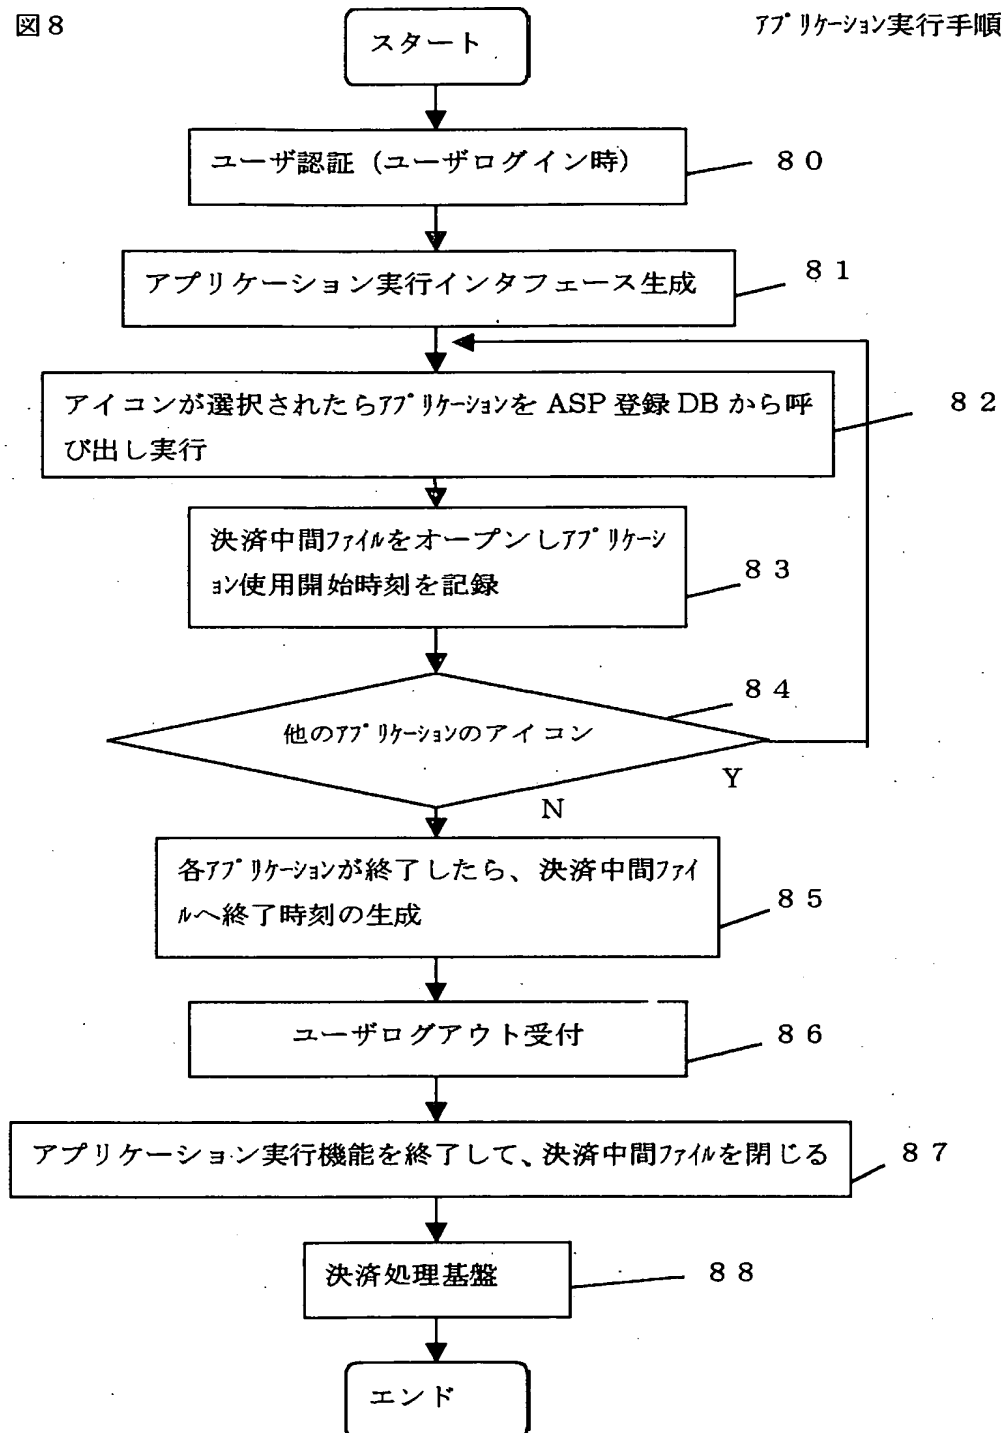 図8
アプリケーション実行手順
スタート
ユーザ認証(ユーザログイン時)
80
アプリケーション実行インタフェース生成
81
アイコンが選択されたらアプリケーションを ASP 登録 DB から呼
び出し実行
82
決済中間ファイルをオープンしアプリケーシ
ョン使用開始時刻を記録
83
84
他のアプリケーションのアイコン
Y
N
各アプリケーションが終了したら、決済中間ファイ
ルへ終了時刻の生成
85
ユーザログアウト受付
86
アプリケーション実行機能を終了して、決済中間ファイルを閉じる
87
決済処理基盤
88
エンド